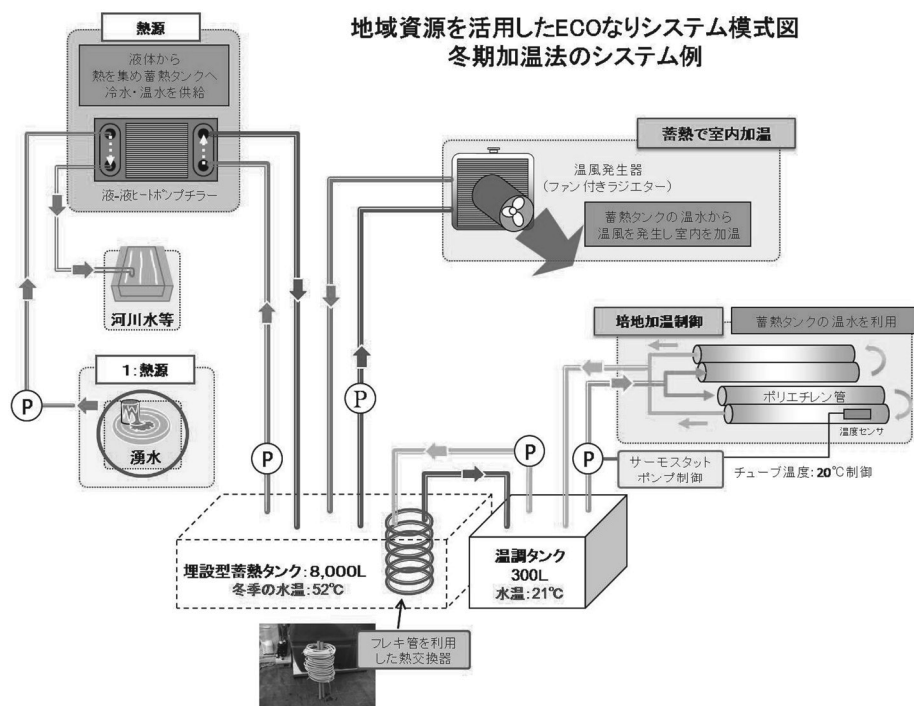 地域資源を活用したECOなりシステム模式図
冬期加温法のシステム例
熱源
液体から
熱を集め蓄熱タンクへ
冷水・温水を供給
液-液ヒートポンプチラー
河川水等
1:熱源
湧水
P
P
P
P
P
蓄熱で室内加温
温風発生器
(ファン付きラジエター)
蓄熱タンクの温水から
温風を発生し室内を加温
培地加温制御
蓄熱タンクの温水を利用
ポリエチレン管
温度センサ
サーモスタット
ポンプ制御
チューブ温度:20℃制御
埋設型蓄熱タンク:8,000L
冬季の水温:52℃
温調タンク
300L
水温:21℃
フレキ管を利用
した熱交換器